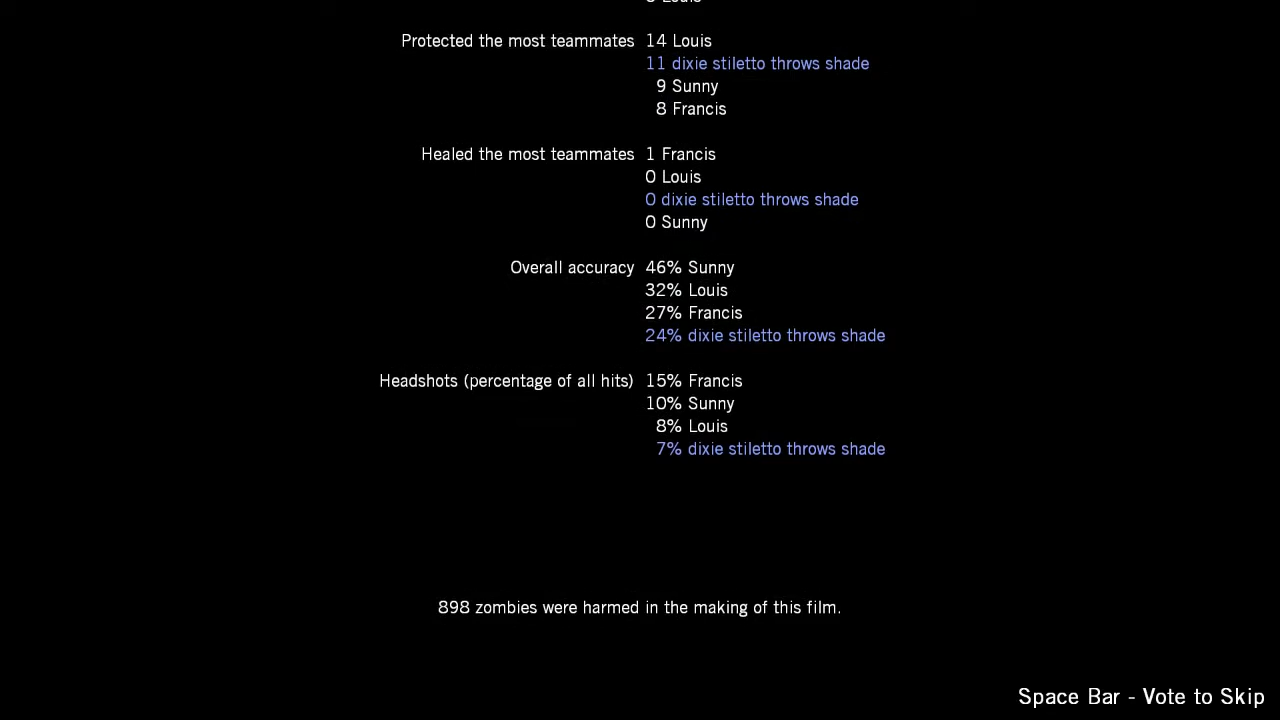 0 Louis
Protected the most teammates 14 Louis
11 dixie stiletto throws shade
9 Sunny
8 Francis
Healed the most teammates 1 Francis
0 Louis
0 dixie stiletto throws shade
0 Sunny
Overall accuracy 46% Sunny
32% Louis
27% Francis
24% dixie stiletto throws shade
Headshots (percentage of all hits) 15% Francis
10% Sunny
8% Louis
7% dixie stiletto throws shade
898 zombies were harmed in the making of this film.
Space Bar - Vote to Skip